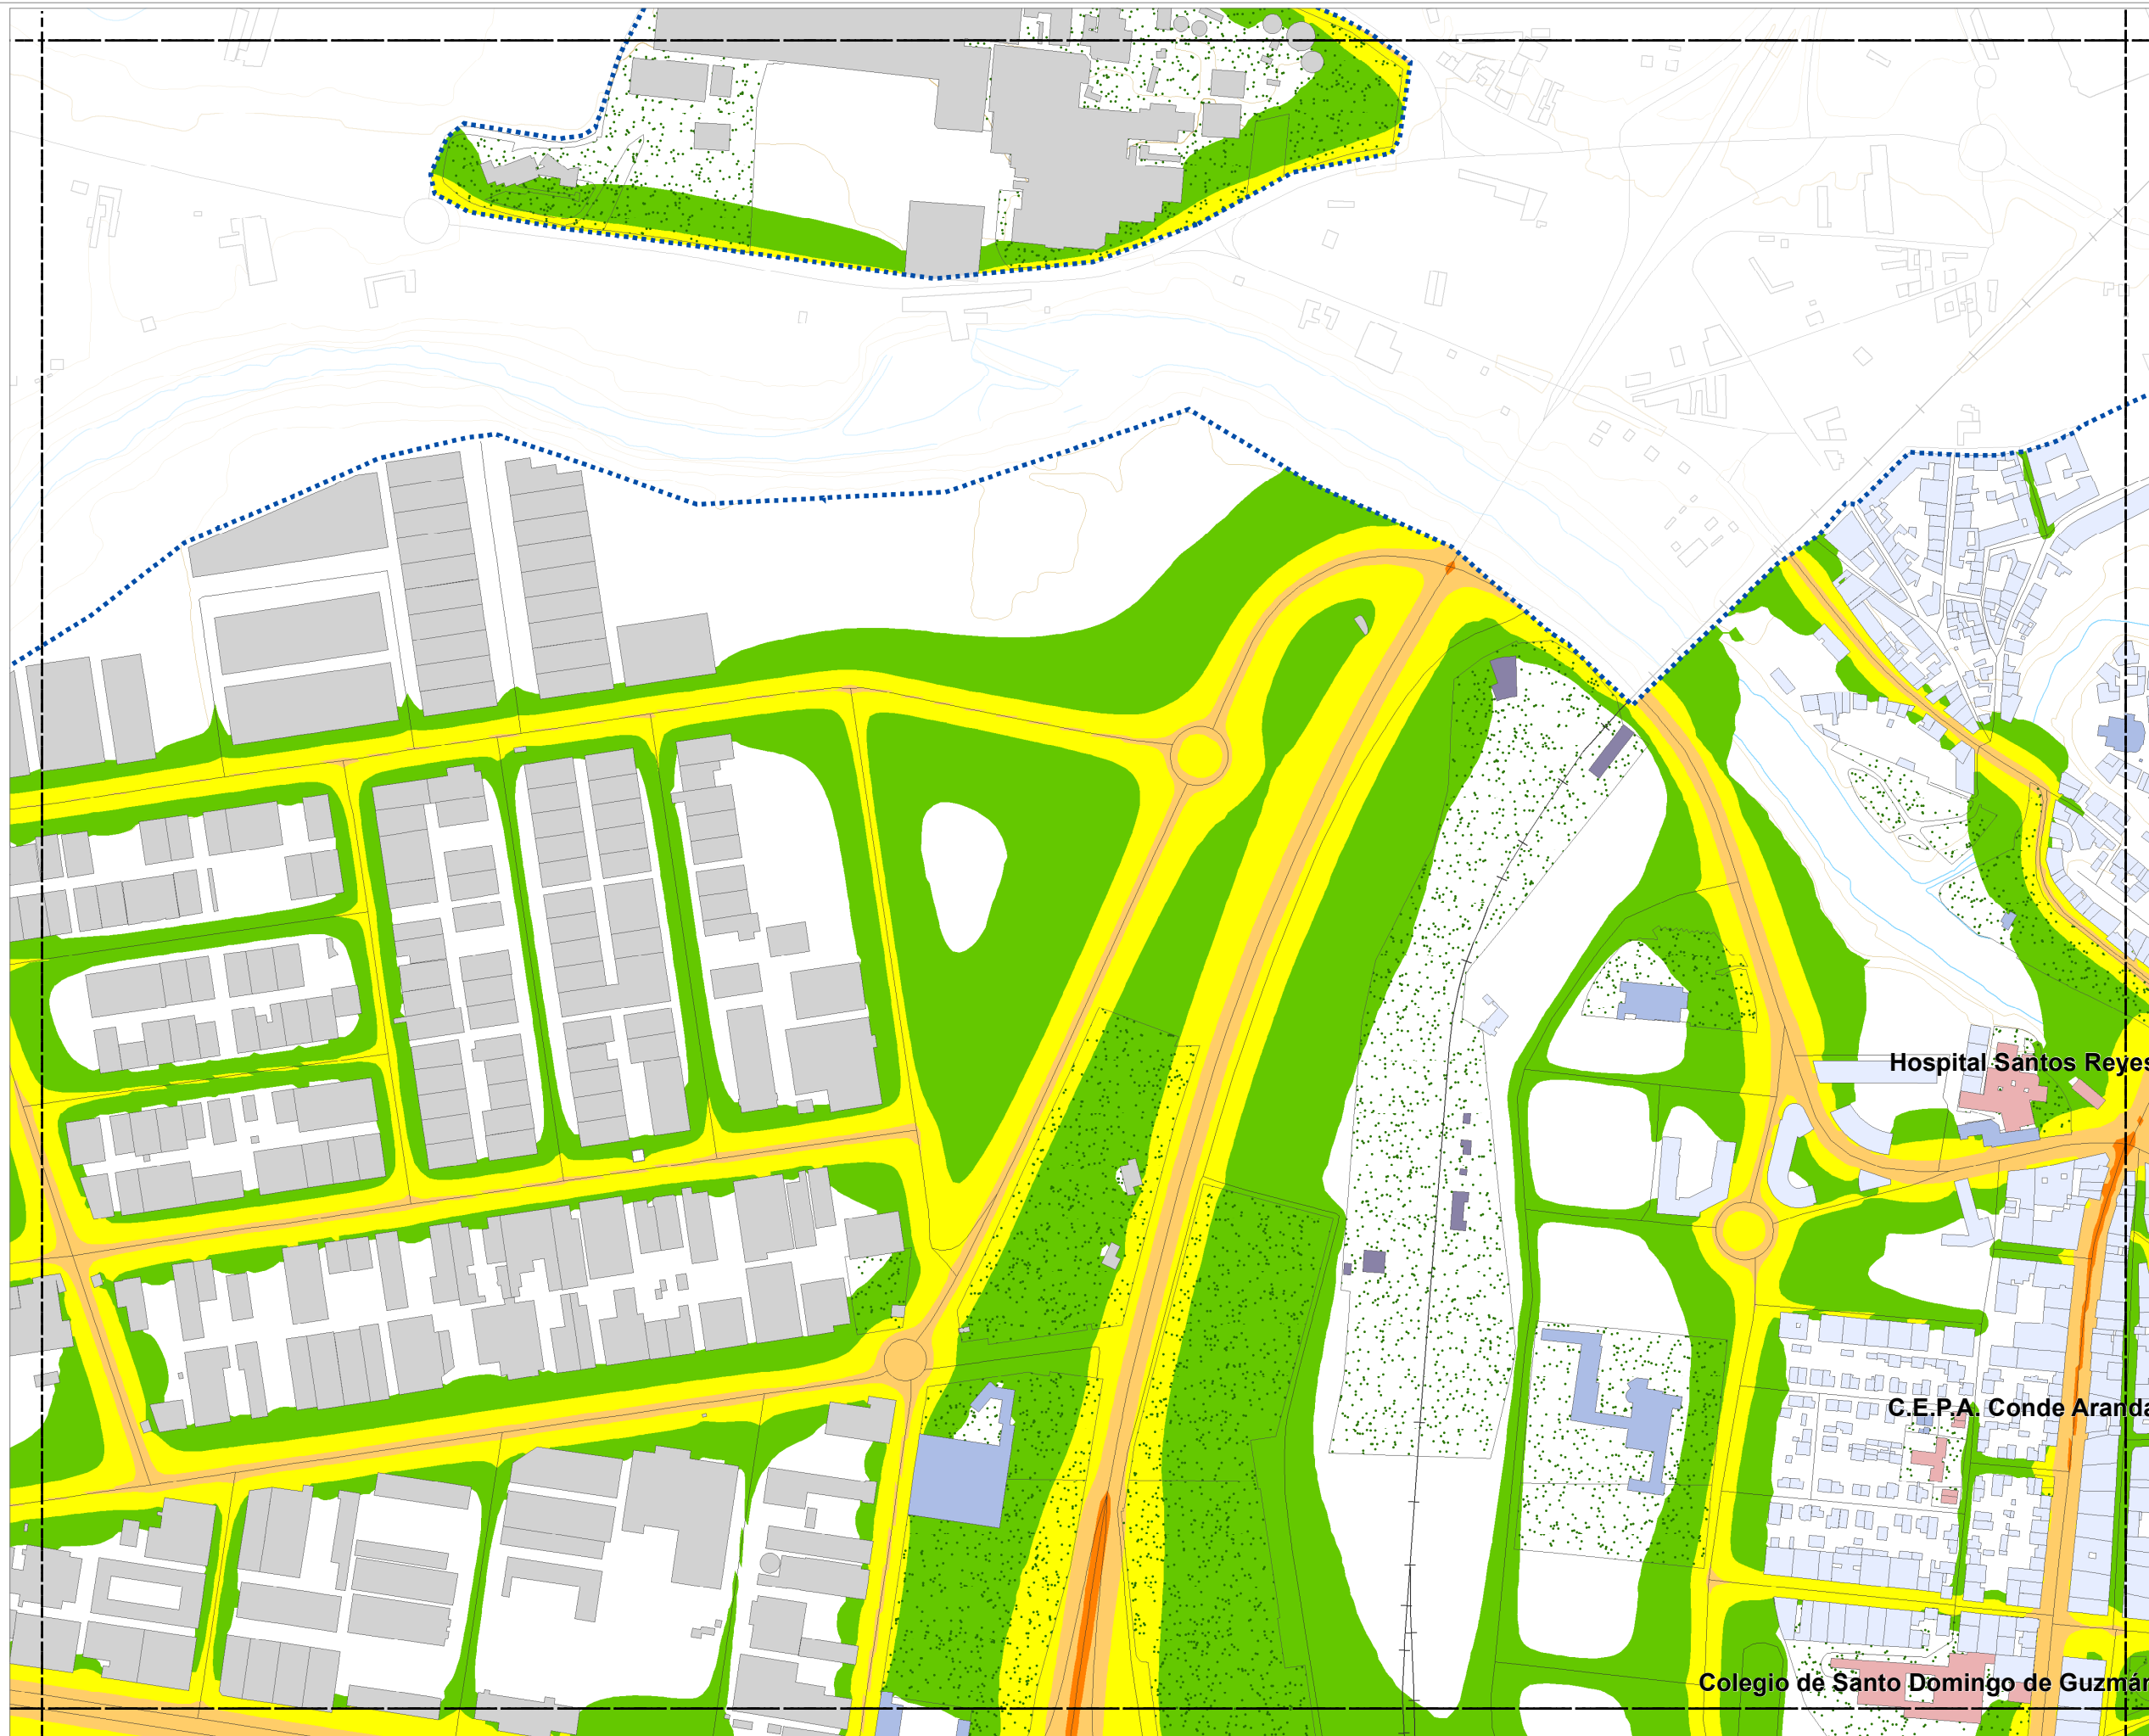 Hospital Santos Reyes
C.E.P.A. Conde Aranda
Colegio de Santo Domingo de Guzmán